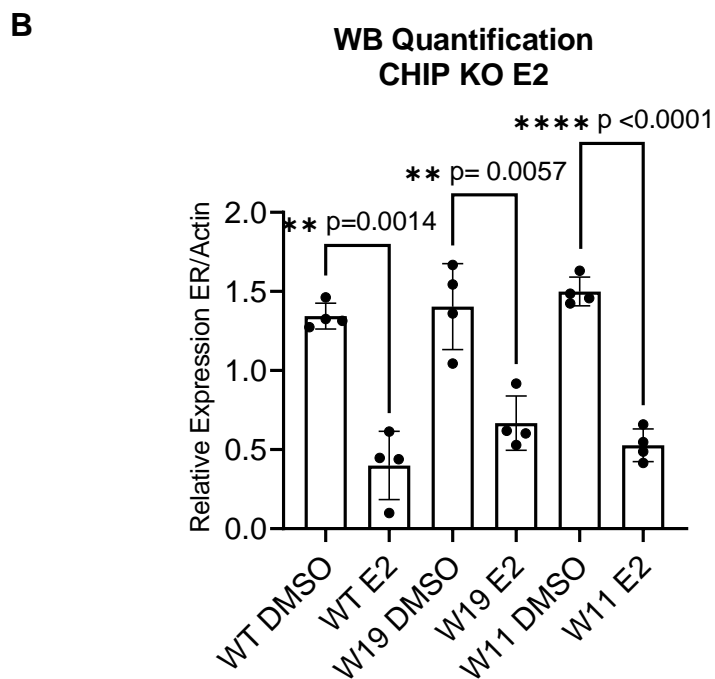 B
WB Quantification
CHIP KO E2
**** p <0.0001
** p= 0.0057
** p=0.0014
Relative Expression ER/Actin
2.0
1.5
1.0
0.5
0.0
WT DMSO
WT E2
W19 DMSO
W19 E2
W11 DMSO
W11 E2